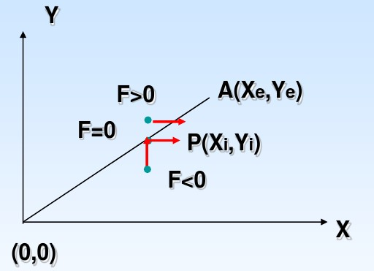 Y
F>0
A(Xe,Ye)
F=0
P(Xi,Yi)
F<0
X
(0,0)